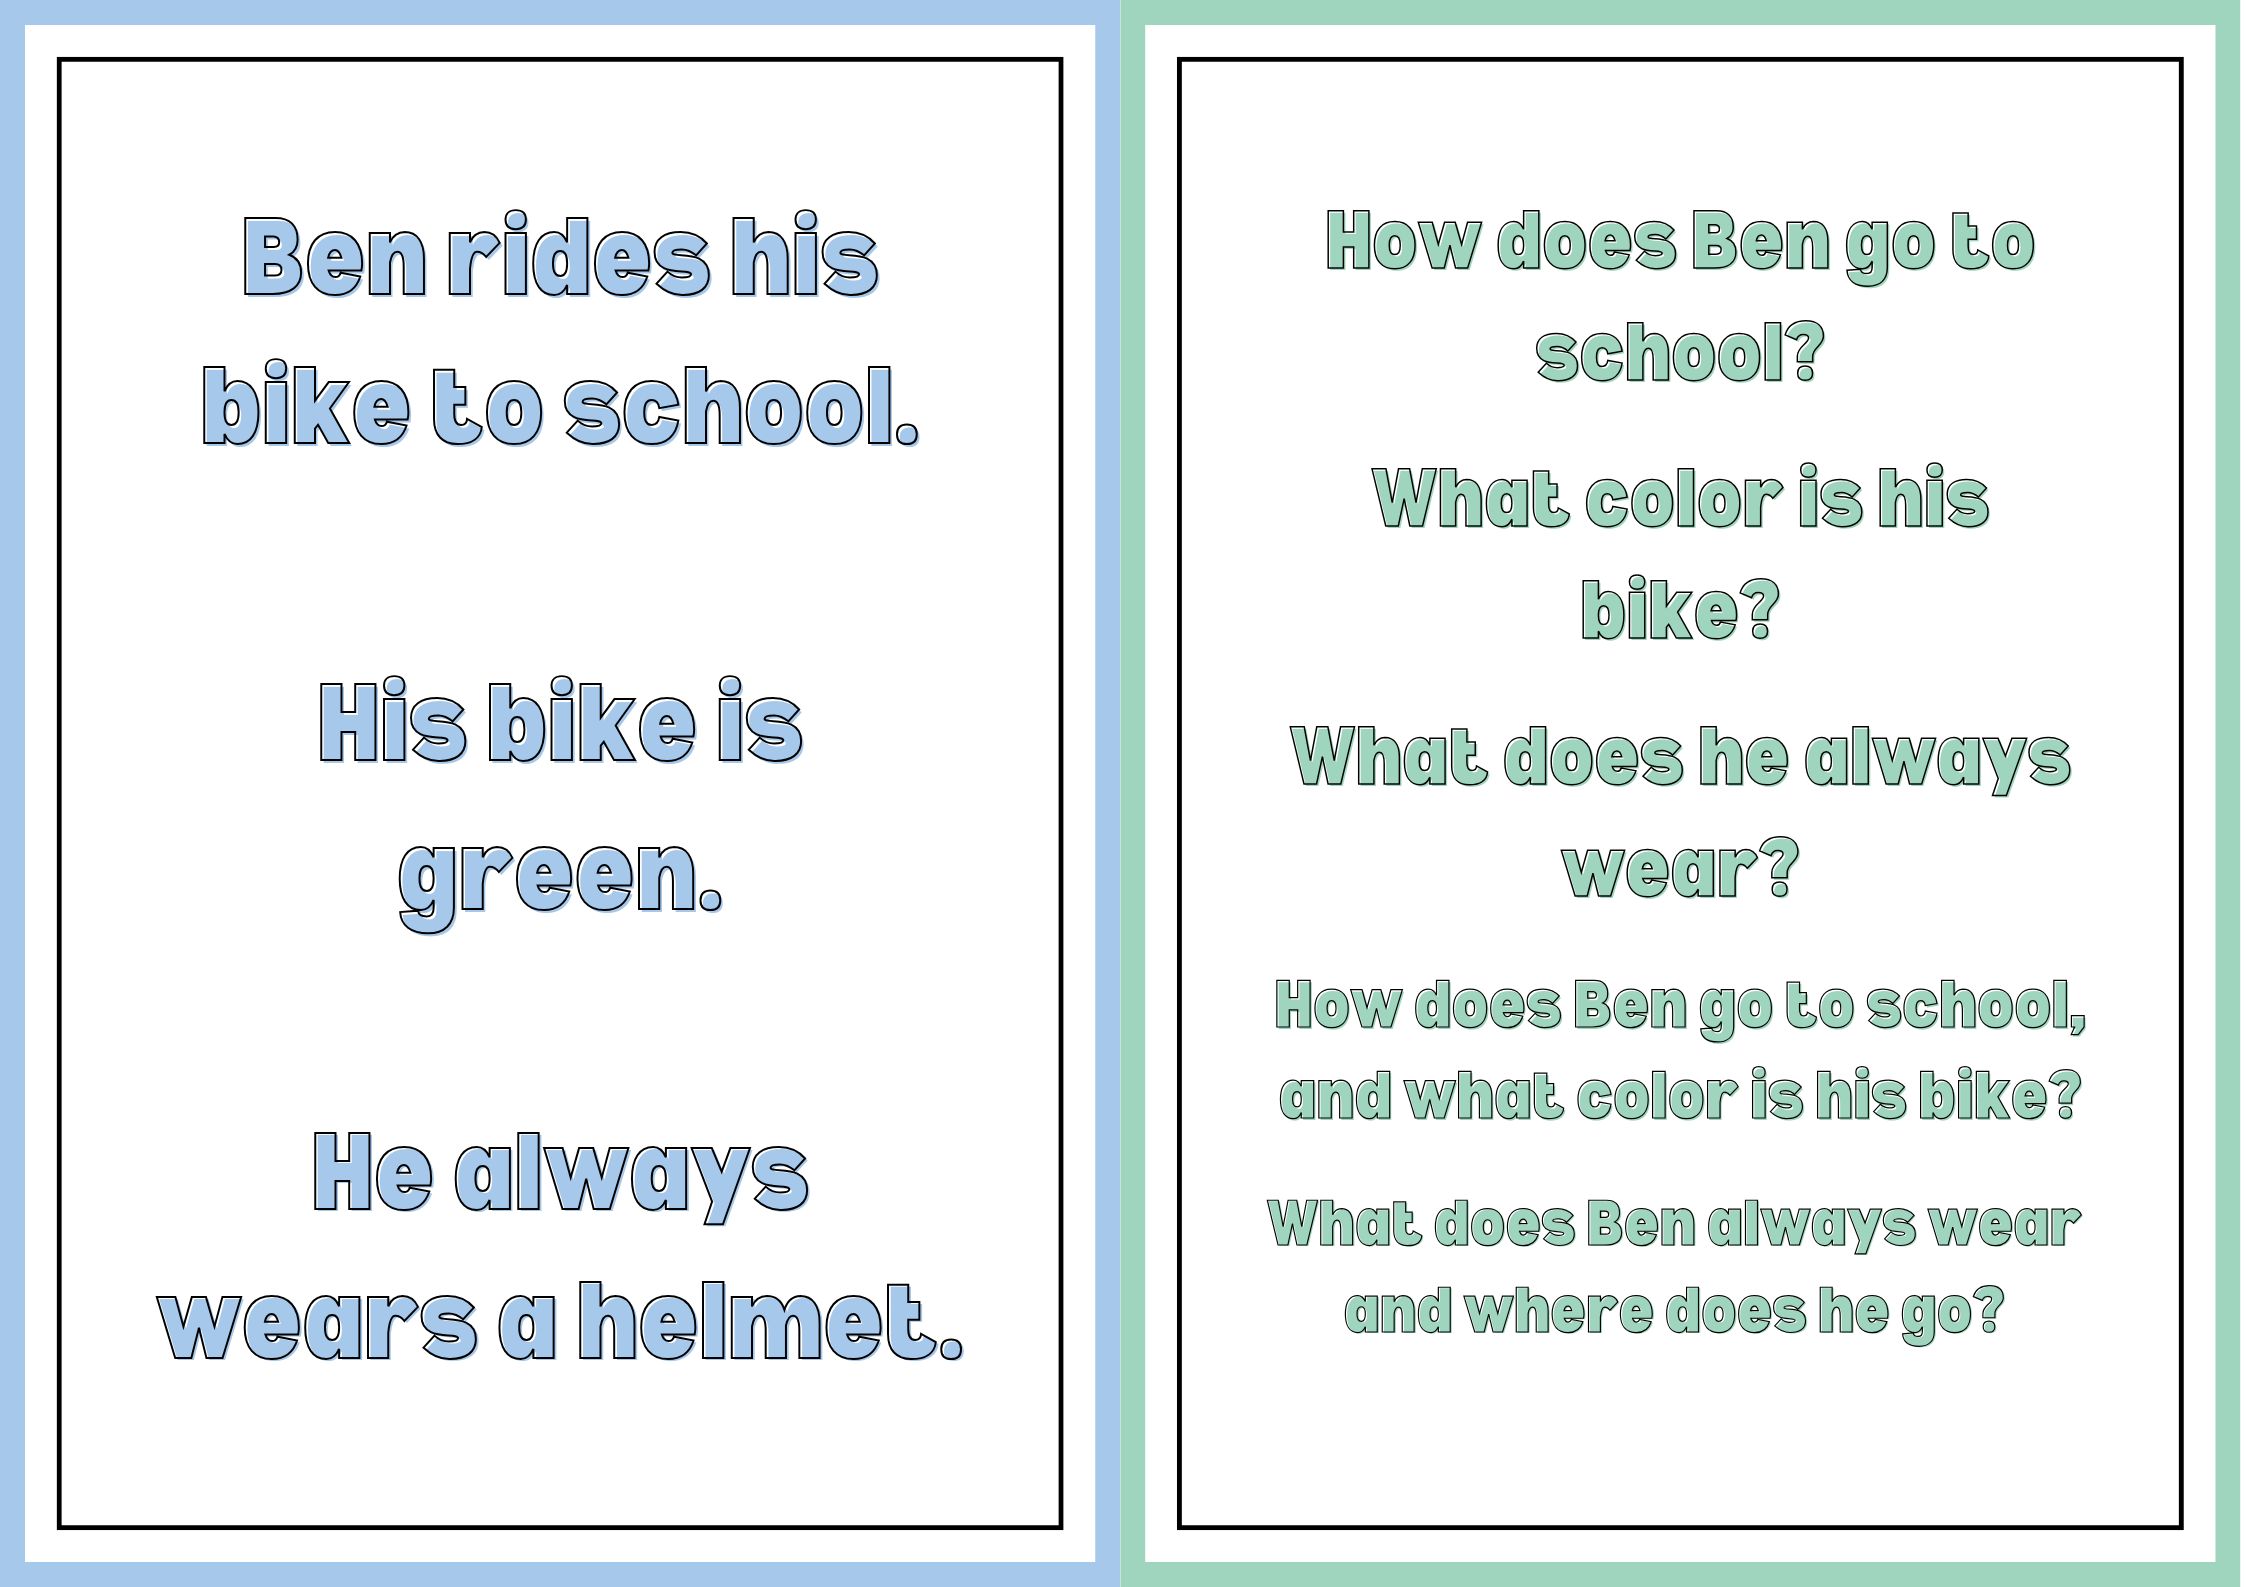 Ben rides his
bike to school.
His bike is
green.
He always
wears a helmet.
How does Ben go to
school?
What color is his
bike?
What does he always
wear?
How does Ben go to school,
and what color is his bike?
What does Ben always wear
and where does he go?